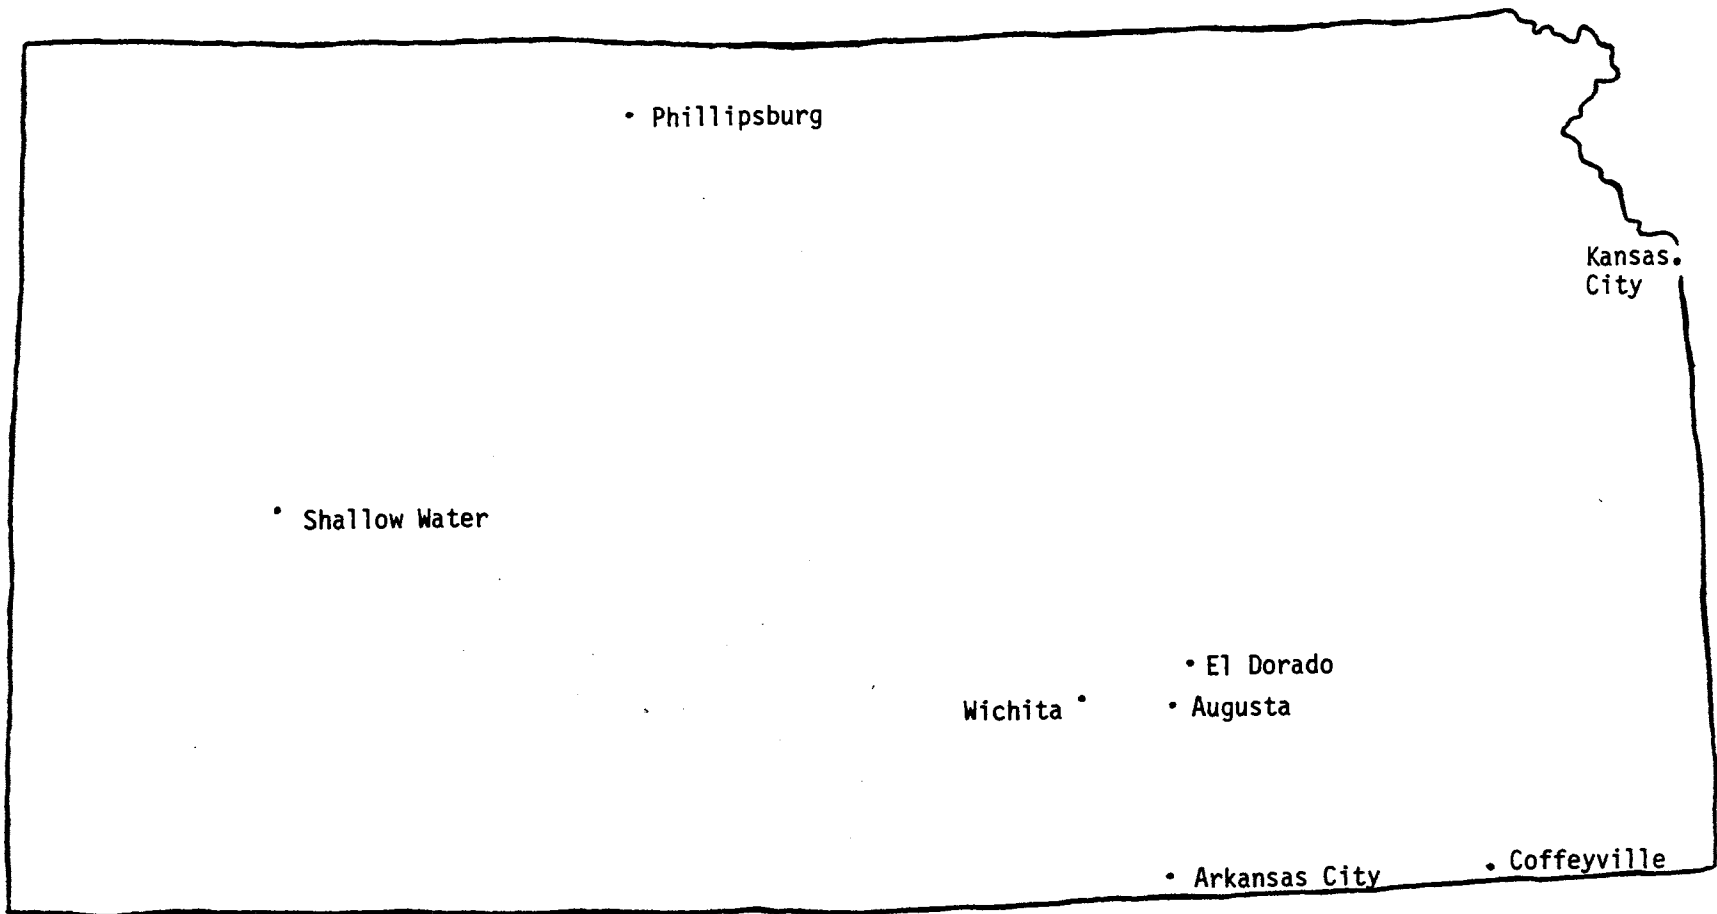 Phillipsburg
Kansas
City
Shallow Water
El Dorado
Wichita
Augusta
Coffeyville
Arkansas City